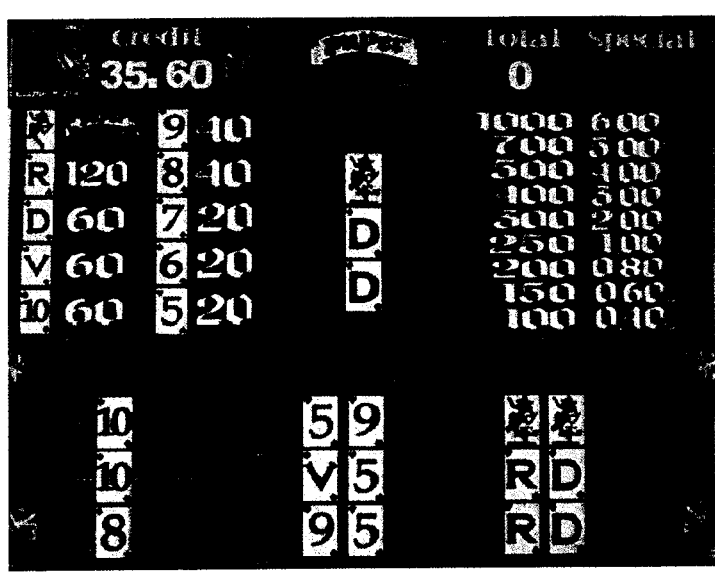 Credit Total Special
35.60 0
9 40 1000 6 00
700 5 00
R 120 8 40 500 4 00
400 3 00
D 60 7 20 D 300 2 00
250 1 00
V 60 6 20 D 200 0 80
150 0 60
10 60 5 20 100 0 40
10 5 9
10 V 5 R D
8 9 5 R D